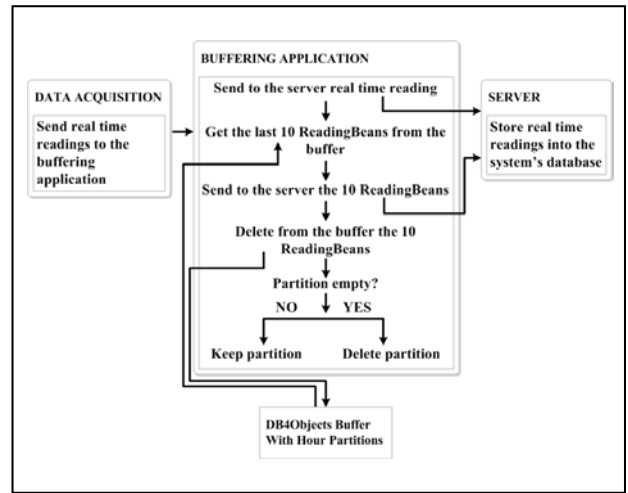 BUFFERING APPLICATION
DATA ACQUISITION
Send real time
readings to the
buffering
application
Send to the server real time reading
Get the last 10 ReadingBeans from the
buffer
Send to the server the 10 ReadingBeans
Delete from the buffer the 10
ReadingBeans
Partition empty?
NO YES
Keep partition Delete partition
SERVER
Store real time
readings into the
system's database
DB4Objects Buffer
With Hour Partitions